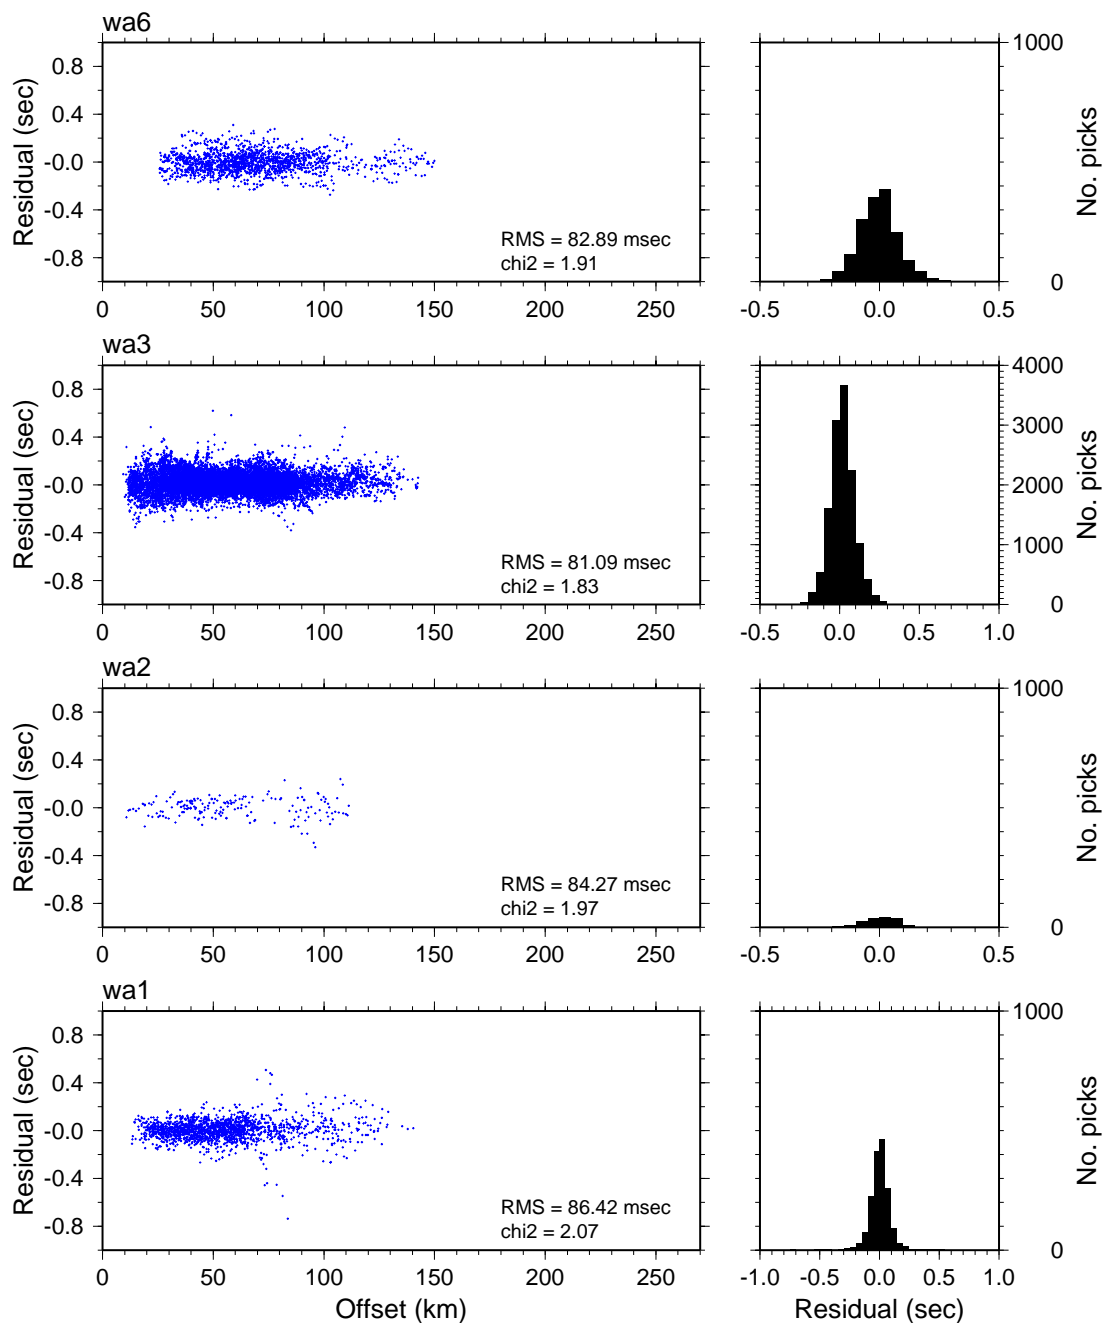 wa6
Residual (sec)
0.8
0.4
-0.0
-0.4
-0.8
RMS = 82.89 msec
chi2 = 1.91
0 50 100 150 200 250
1000
0
No. picks
-0.5 0.0 0.5
wa3
Residual (sec)
0.8
0.4
-0.0
-0.4
-0.8
RMS = 81.09 msec
chi2 = 1.83
0 50 100 150 200 250
4000
3000
2000
1000
0
No. picks
-0.5 0.0 0.5 1.0
wa2
Residual (sec)
0.8
0.4
-0.0
-0.4
-0.8
RMS = 84.27 msec
chi2 = 1.97
0 50 100 150 200 250
1000
0
No. picks
-0.5 0.0 0.5
wa1
Residual (sec)
0.8
0.4
-0.0
-0.4
-0.8
RMS = 86.42 msec
chi2 = 2.07
0 50 100 150 200 250
Offset (km)
1000
0
No. picks
-1.0 -0.5 0.0 0.5 1.0
Residual (sec)